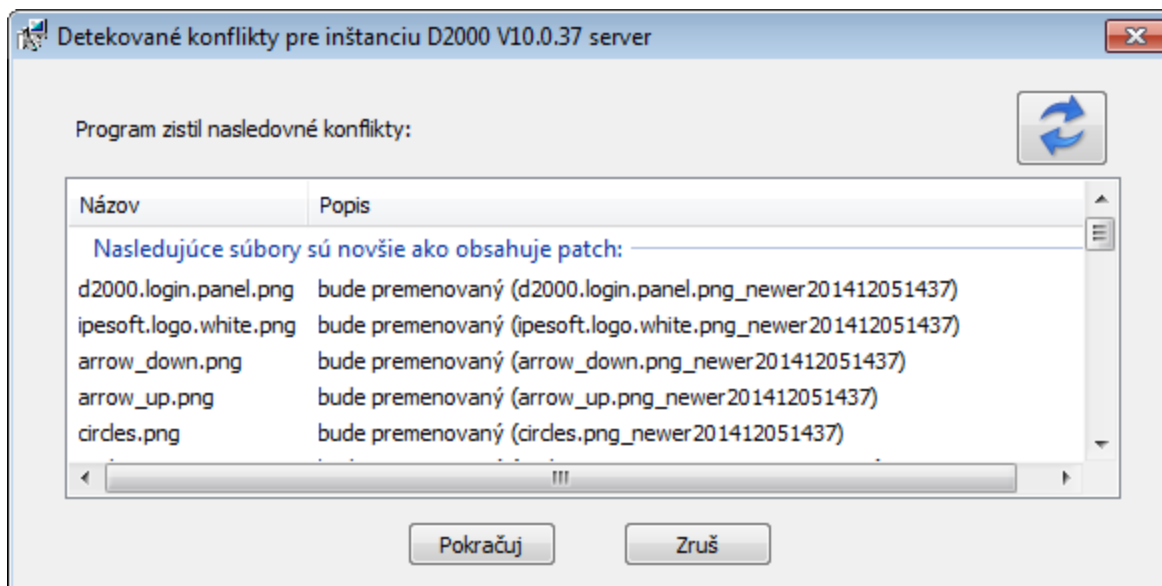 Detekované konflikty pre inštanciu D2000 V10.0.37 server
Program zistil nasledovné konflikty:
Názov Popis
Nasledujúce súbory sú novšie ako obsahuje patch:
d2000.login.panel.png bude premenovaný (d2000.login.panel.png_newer201412051437)
ipesoft.logo.white.png bude premenovaný (ipesoft.logo.white.png_newer201412051437)
arrow_down.png bude premenovaný (arrow_down.png_newer201412051437)
arrow_up.png bude premenovaný (arrow_up.png_newer201412051437)
circles.png bude premenovaný (circles.png_newer201412051437)
Pokračuj Zruš